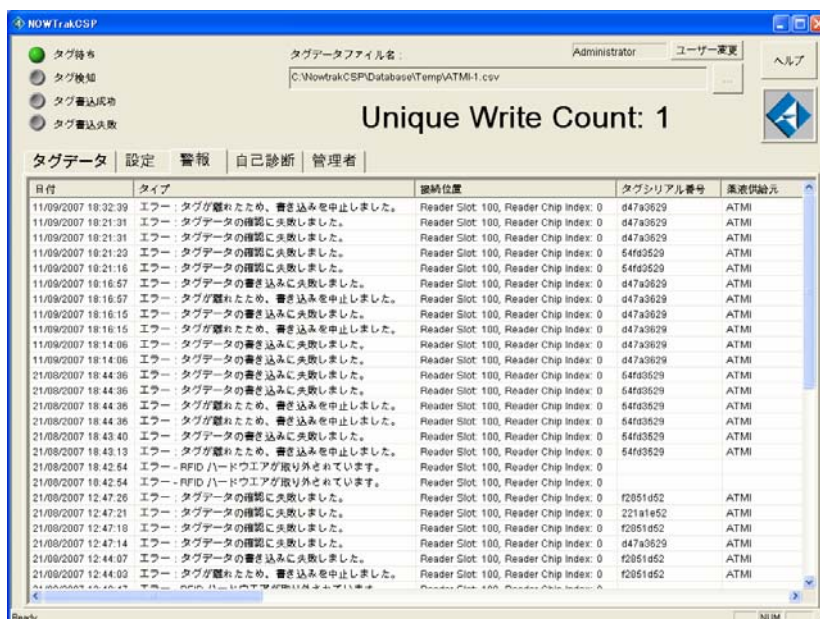 NOWTrakCSP
タグ待ち
タグデータファイル名 :
Administrator
ユーザー変更
ヘルプ
タグ検知
C:\NowtrakCSP\Database\Temp\ATMI-1.csv
...
タグ書込成功
タグ書込失敗
Unique Write Count: 1
タグデータ 設定 警報 自己診断 管理者
日付 タイプ 接続位置 タグシリアル番号 薬液供給元
11/09/2007 18:32:39 エラー : タグが離れたため、書き込みを中止しました。 Reader Slot: 100, Reader Chip Index: 0 d47a3629 ATMI
11/09/2007 18:21:31 エラー : タグデータの確認に失敗しました。 Reader Slot: 100, Reader Chip Index: 0 d47a3629 ATMI
11/09/2007 18:21:31 エラー : タグデータの確認に失敗しました。 Reader Slot: 100, Reader Chip Index: 0 d47a3629 ATMI
11/09/2007 18:21:23 エラー : タグデータの確認に失敗しました。 Reader Slot: 100, Reader Chip Index: 0 54fd3529 ATMI
11/09/2007 18:21:16 エラー : タグデータの確認に失敗しました。 Reader Slot: 100, Reader Chip Index: 0 54fd3529 ATMI
11/09/2007 18:16:57 エラー : タグデータの書き込みに失敗しました。 Reader Slot: 100, Reader Chip Index: 0 d47a3629 ATMI
11/09/2007 18:16:57 エラー : タグが離れたため、書き込みを中止しました。 Reader Slot: 100, Reader Chip Index: 0 d47a3629 ATMI
11/09/2007 18:16:15 エラー : タグデータの書き込みに失敗しました。 Reader Slot: 100, Reader Chip Index: 0 d47a3629 ATMI
11/09/2007 18:16:15 エラー : タグが離れたため、書き込みを中止しました。 Reader Slot: 100, Reader Chip Index: 0 d47a3629 ATMI
11/09/2007 18:14:06 エラー : タグデータの書き込みに失敗しました。 Reader Slot: 100, Reader Chip Index: 0 d47a3629 ATMI
11/09/2007 18:14:06 エラー : タグデータの書き込みに失敗しました。 Reader Slot: 100, Reader Chip Index: 0 d47a3629 ATMI
21/08/2007 18:44:36 エラー : タグデータの書き込みに失敗しました。 Reader Slot: 100, Reader Chip Index: 0 54fd3529 ATMI
21/08/2007 18:44:36 エラー : タグデータの書き込みに失敗しました。 Reader Slot: 100, Reader Chip Index: 0 54fd3529 ATMI
21/08/2007 18:44:36 エラー : タグが離れたため、書き込みを中止しました。 Reader Slot: 100, Reader Chip Index: 0 54fd3529 ATMI
21/08/2007 18:44:36 エラー : タグが離れたため、書き込みを中止しました。 Reader Slot: 100, Reader Chip Index: 0 54fd3529 ATMI
21/08/2007 18:43:40 エラー : タグデータの書き込みに失敗しました。 Reader Slot: 100, Reader Chip Index: 0 54fd3529 ATMI
21/08/2007 18:43:13 エラー : タグが離れたため、書き込みを中止しました。 Reader Slot: 100, Reader Chip Index: 0 54fd3529 ATMI
21/08/2007 18:42:54 エラー - RFID ハードウエアが取り外されています。 Reader Slot: 100, Reader Chip Index: 0
21/08/2007 18:42:54 エラー - RFID ハードウエアが取り外されています。 Reader Slot: 100, Reader Chip Index: 0
21/08/2007 12:47:26 エラー : タグデータの確認に失敗しました。 Reader Slot: 100, Reader Chip Index: 0 f2851d52 ATMI
21/08/2007 12:47:21 エラー : タグデータの確認に失敗しました。 Reader Slot: 100, Reader Chip Index: 0 221a1e52 ATMI
21/08/2007 12:47:18 エラー : タグデータの確認に失敗しました。 Reader Slot: 100, Reader Chip Index: 0 f2851d52 ATMI
21/08/2007 12:47:14 エラー : タグデータの確認に失敗しました。 Reader Slot: 100, Reader Chip Index: 0 d47a3629 ATMI
21/08/2007 12:44:07 エラー : タグデータの書き込みに失敗しました。 Reader Slot: 100, Reader Chip Index: 0 f2851d52 ATMI
21/08/2007 12:44:03 エラー : タグが離れたため、書き込みを中止しました。 Reader Slot: 100, Reader Chip Index: 0 f2851d52 ATMI
Ready
NUM